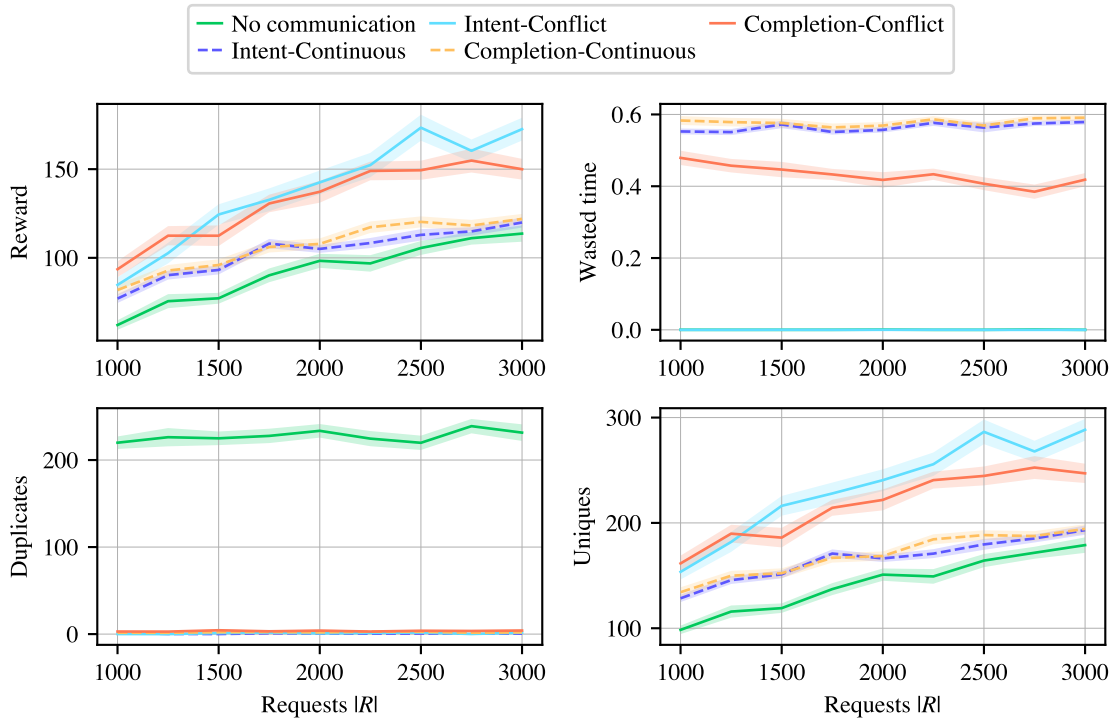 No communication
Intent-Conflict
Completion-Conflict
Intent-Continuous
Completion-Continuous
Reward
150
100
1000 1500 2000 2500 3000
Wasted time
0.6
0.4
0.2
0.0
1000 1500 2000 2500 3000
Duplicates
200
100
0
1000 1500 2000 2500 3000
Requests |R|
Uniques
300
200
100
1000 1500 2000 2500 3000
Requests |R|